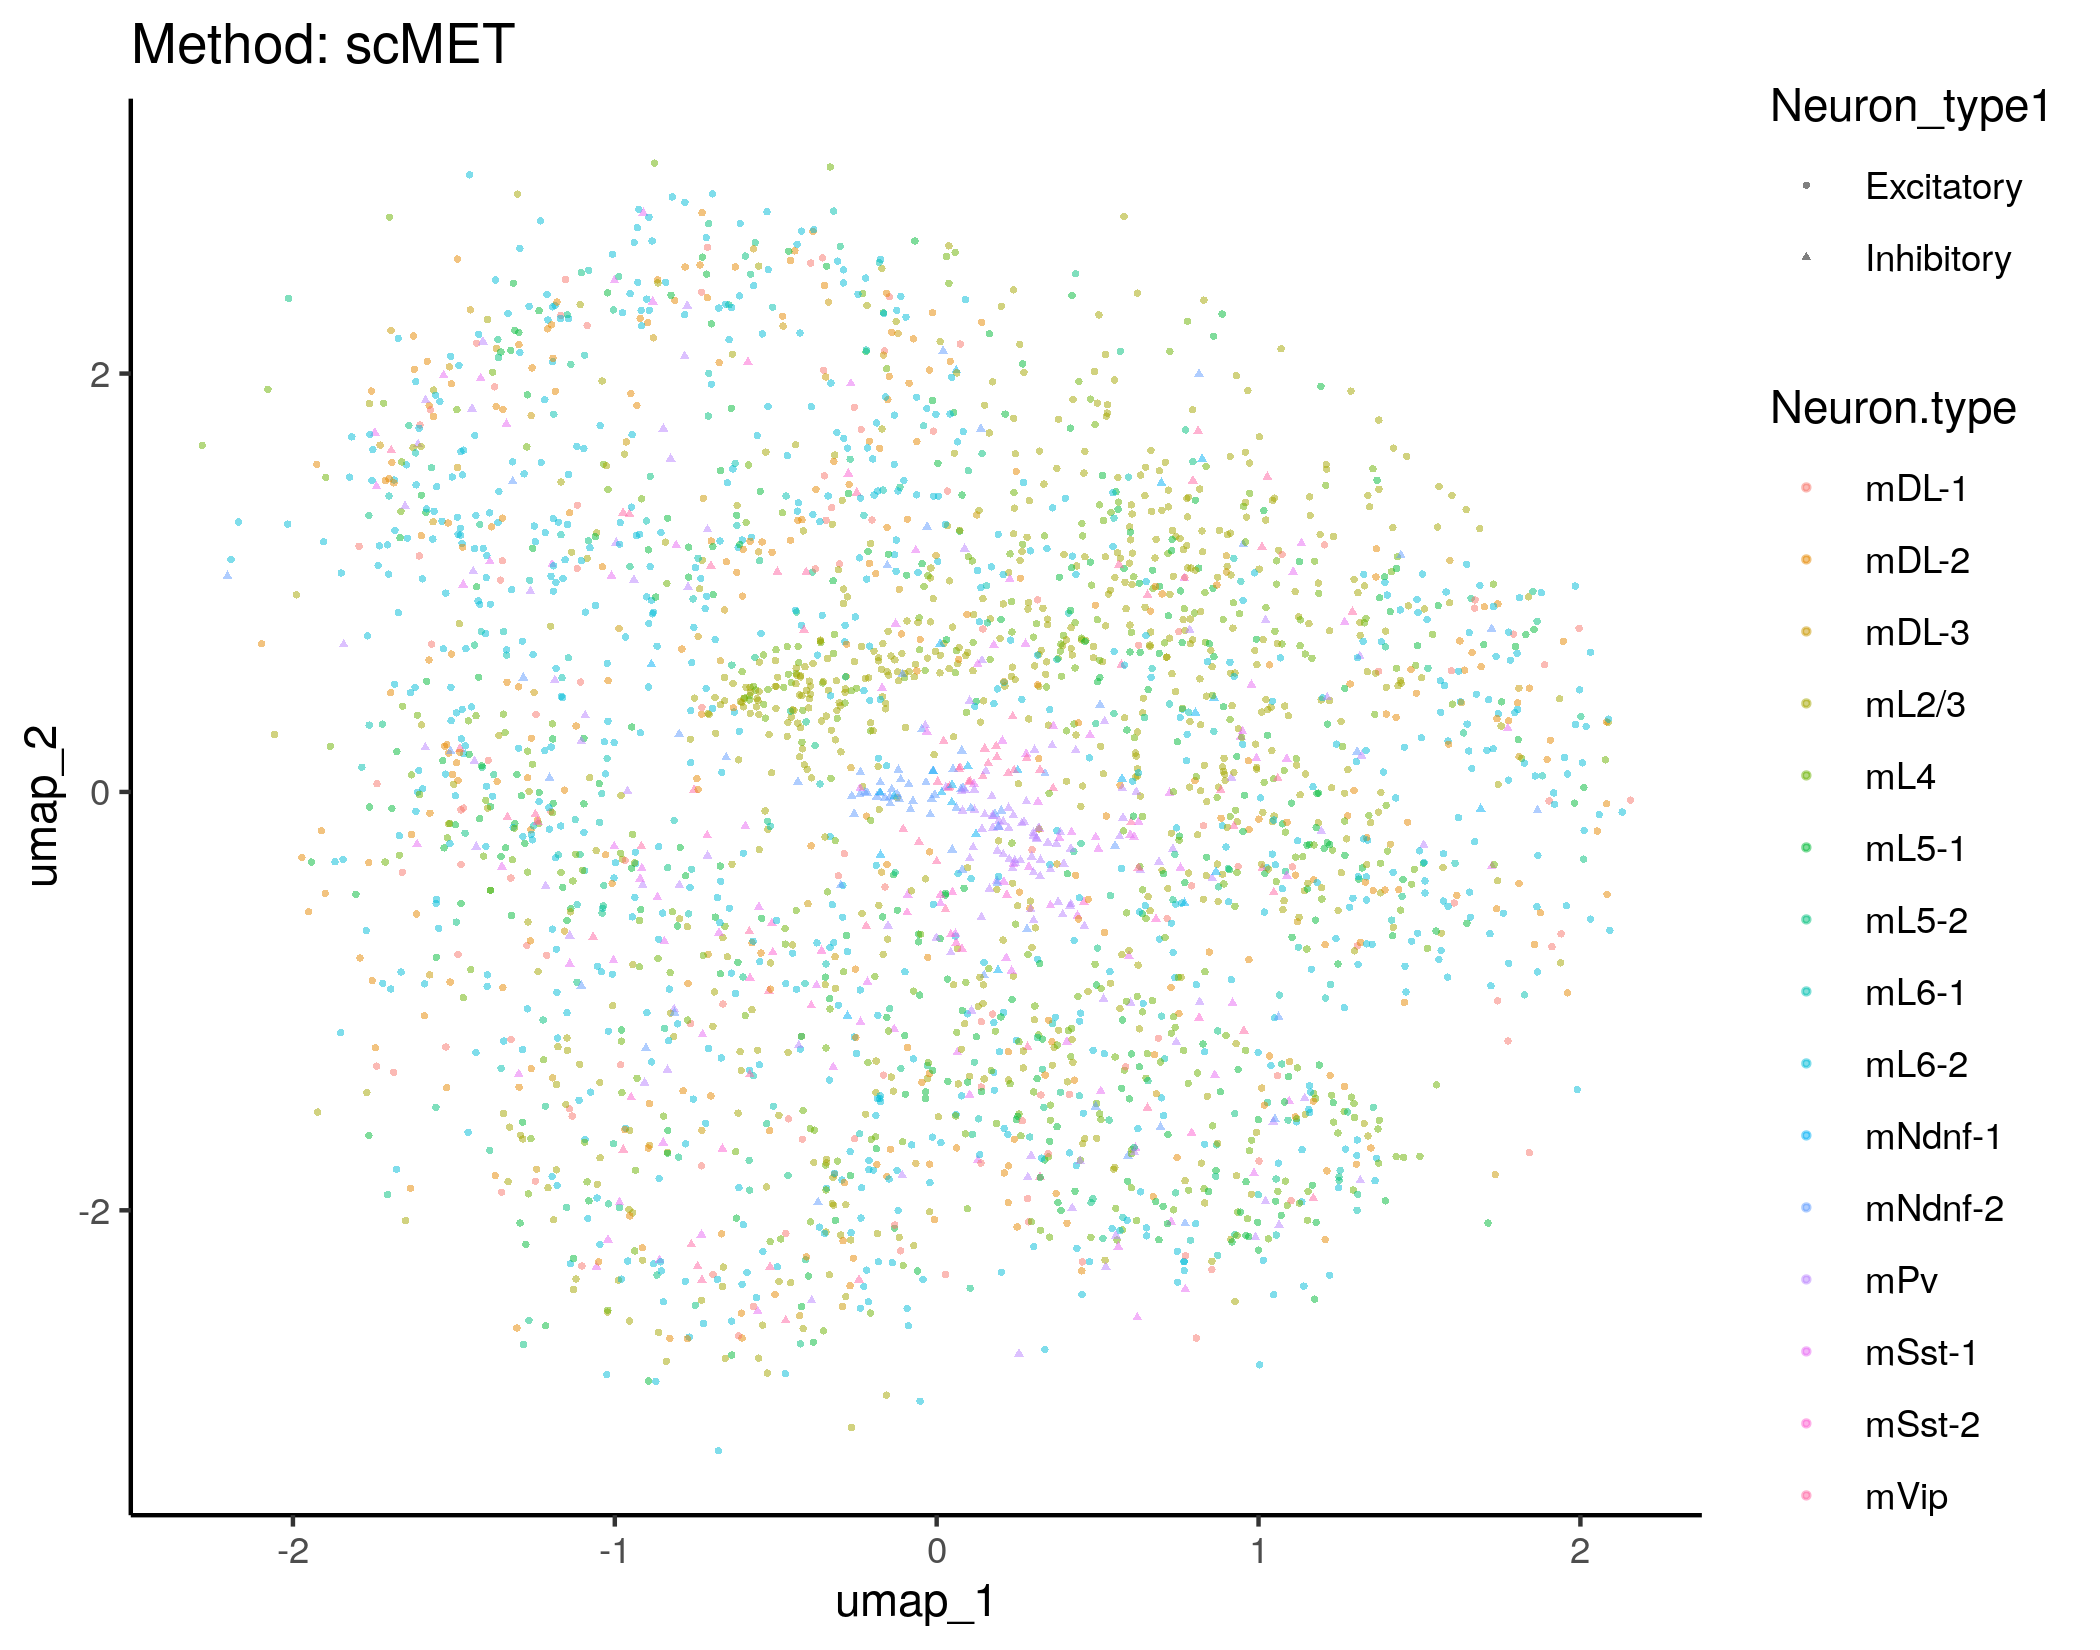 Method: scMET
umap_2
2
0
-2
-2
-1
0
1
2
umap_1
Neuron_type1
Excitatory
Inhibitory
Neuron.type
mDL-1
mDL-2
mDL-3
mL2/3
mL4
mL5-1
mL5-2
mL6-1
mL6-2
mNdnf-1
mNdnf-2
mPv
mSst-1
mSst-2
mVip